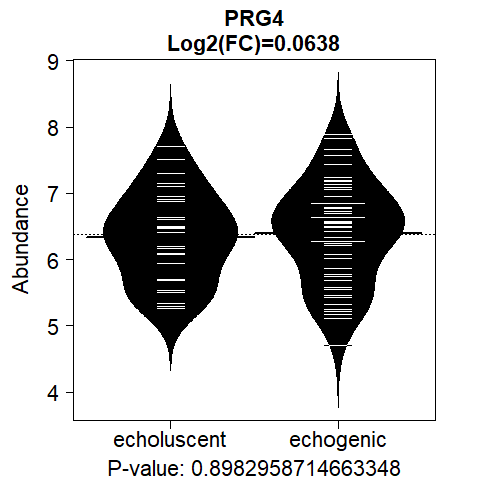 PRG4
Log2(FC)=0.0638
Abundance
9
8
7
6
5
4
echoluscent echogenic
P-value: 0.8982958714663348